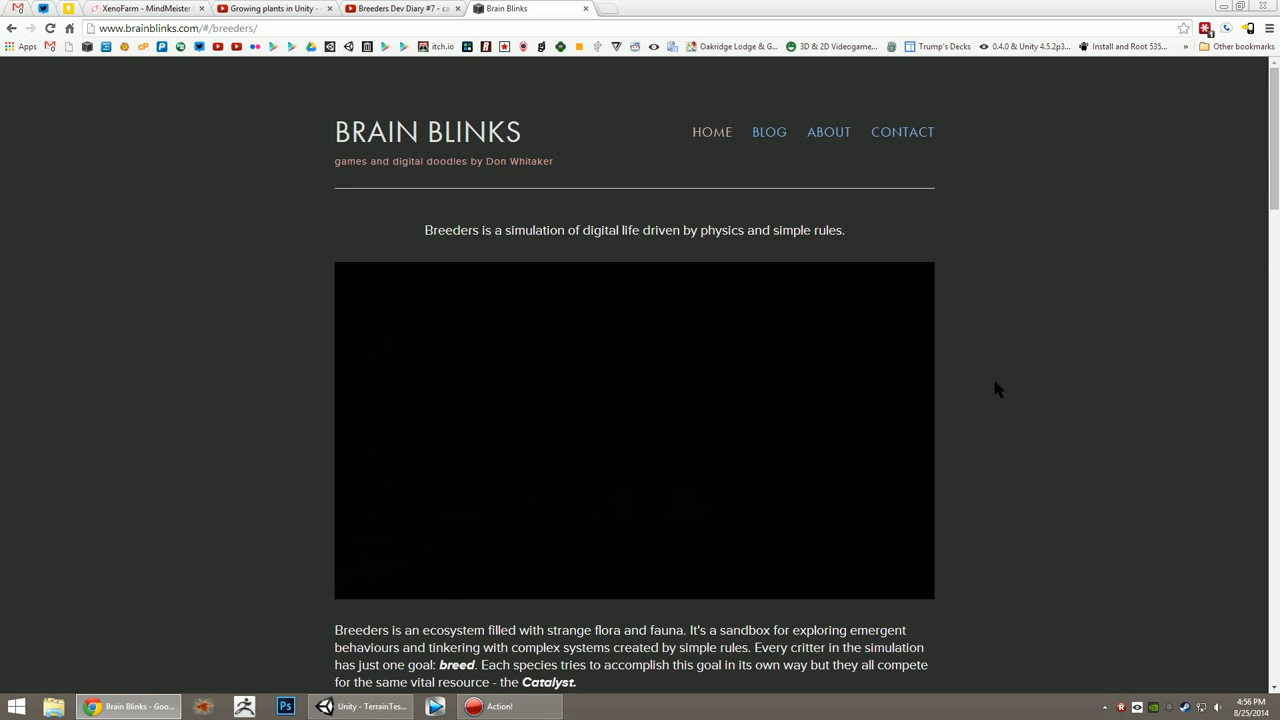 XenoFarm - MindMeister
Growing plants in Unity -
Breeders Dev Diary #7 - ca
Brain Blinks
www.brainblinks.com/#/breeders/
Apps
itch.io
Oakridge Lodge & G...
3D & 2D Videogame...
Trump's Decks
0.4.0 & Unity 4.5.2p3...
Install and Root 535...
»
Other bookmarks
BRAIN BLINKS
HOME BLOG ABOUT CONTACT
games and digital doodles by Don Whitaker
Breeders is a simulation of digital life driven by physics and simple rules.
Breeders is an ecosystem filled with strange flora and fauna. It's a sandbox for exploring emergent
behaviours and tinkering with complex systems created by simple rules. Every critter in the simulation
has just one goal: breed. Each species tries to accomplish this goal in its own way but they all compete
for the same vital resource - the Catalyst.
Brain Blinks - Goo...
Ps
Unity - TerrainTes...
Action!
4:56 PM
8/25/2014